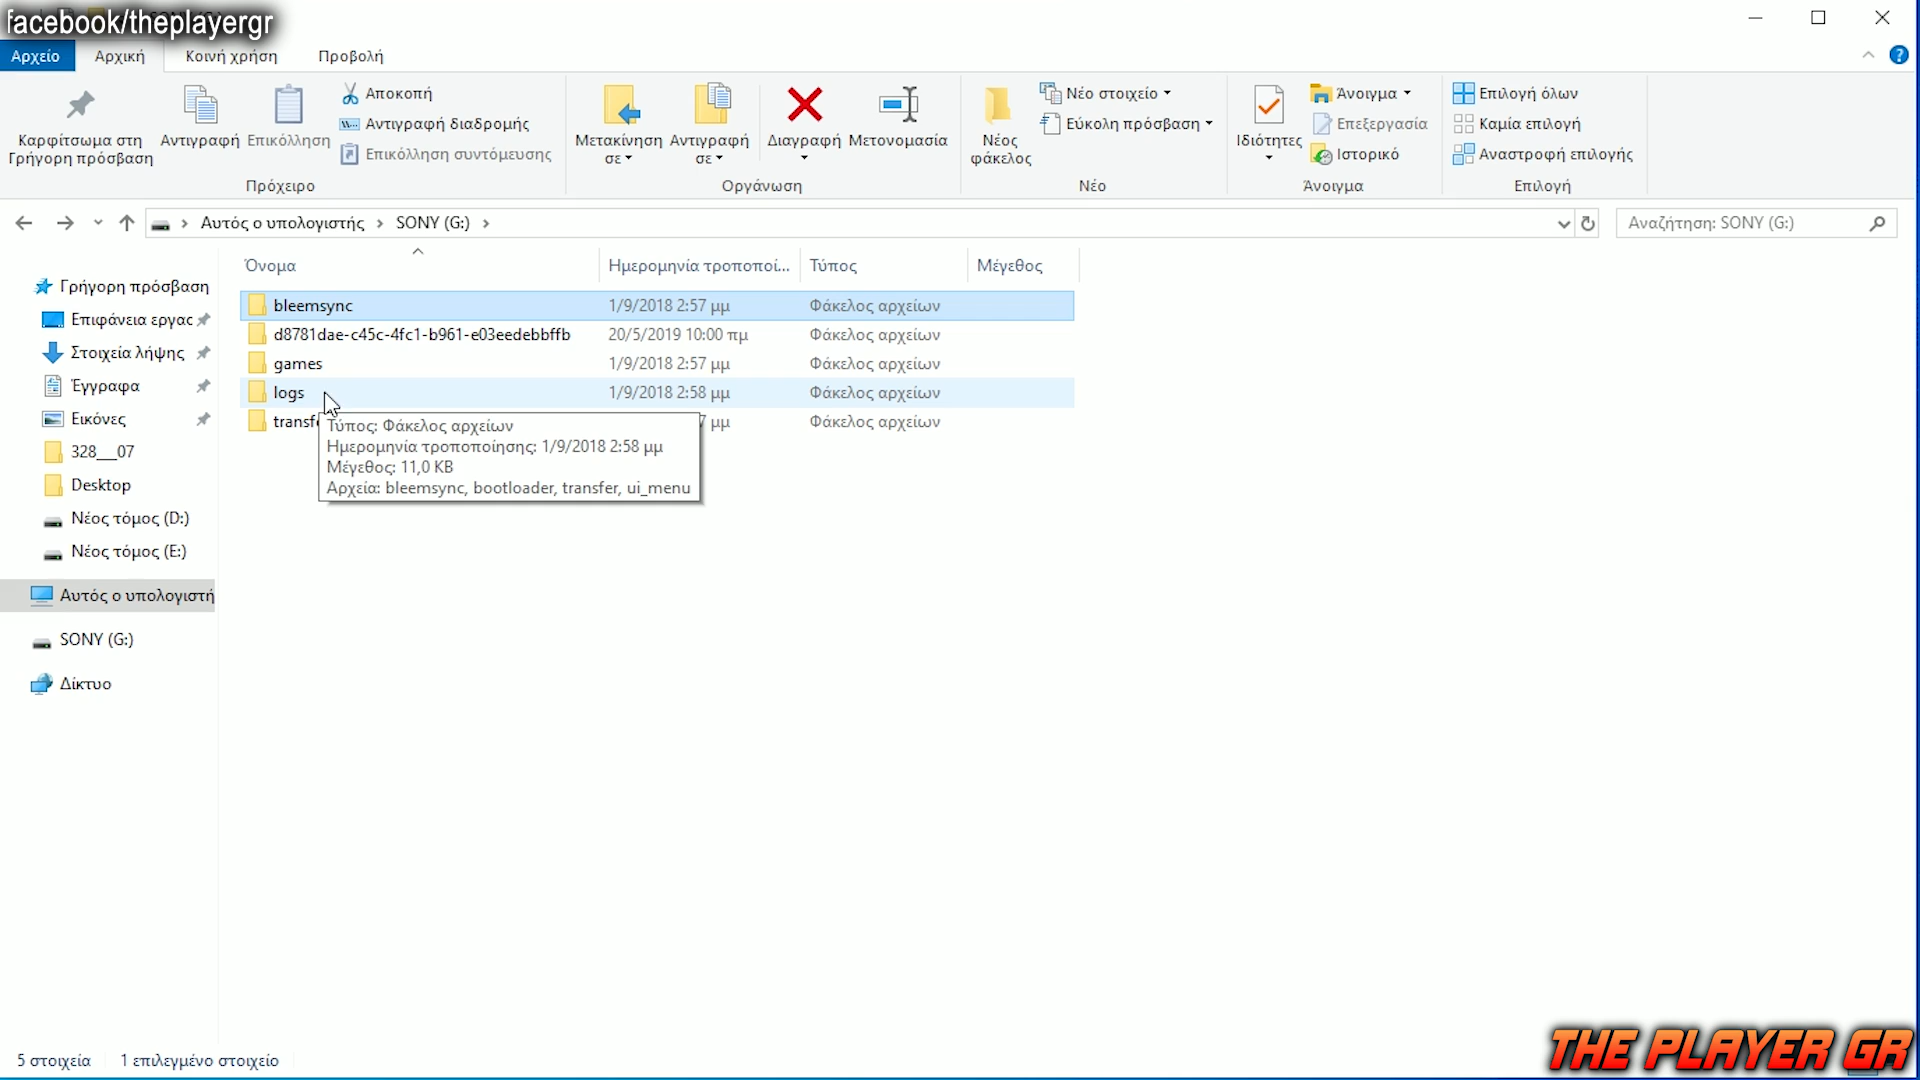 facebook/theplayergr
Αρχείο Αρχική Κοινή χρήση Προβολή
Καρφίτσωμα στη Γρήγορη πρόσβαση
Αντιγραφή
Επικόλληση
Αποκοπή
Αντιγραφή διαδρομής
Επικόλληση συντόμευσης
Πρόχειρο
Μετακίνηση σε
Αντιγραφή σε
Διαγραφή
Μετονομασία
Οργάνωση
Νέος φάκελος
Νέο στοιχείο
Εύκολη πρόσβαση
Νέο
Ιδιότητες
Άνοιγμα
Επεξεργασία
Ιστορικό
Άνοιγμα
Επιλογή όλων
Καμία επιλογή
Αναστροφή επιλογής
Επιλογή
Αυτός ο υπολογιστής > SONY (G:) >
Αναζήτηση: SONY (G:)
Γρήγορη πρόσβαση
Επιφάνεια εργας
Στοιχεία λήψης
Έγγραφα
Εικόνες
328__07
Desktop
Νέος τόμος (D:)
Νέος τόμος (E:)
Αυτός ο υπολογιστή
SONY (G:)
Δίκτυο
Όνομα Ημερομηνία τροποποί... Τύπος Μέγεθος
bleemsync 1/9/2018 2:57 μμ Φάκελος αρχείων
d8781dae-c45c-4fc1-b961-e03eedebbffb 20/5/2019 10:00 πμ Φάκελος αρχείων
games 1/9/2018 2:57 μμ Φάκελος αρχείων
logs 1/9/2018 2:58 μμ Φάκελος αρχείων
transf 7 μμ Φάκελος αρχείων
Τύπος: Φάκελος αρχείων
Ημερομηνία τροποποίησης: 1/9/2018 2:58 μμ
Μέγεθος: 11,0 KB
Αρχεία: bleemsync, bootloader, transfer, ui_menu
5 στοιχεία 1 επιλεγμένο στοιχείο
THE PLAYER GR